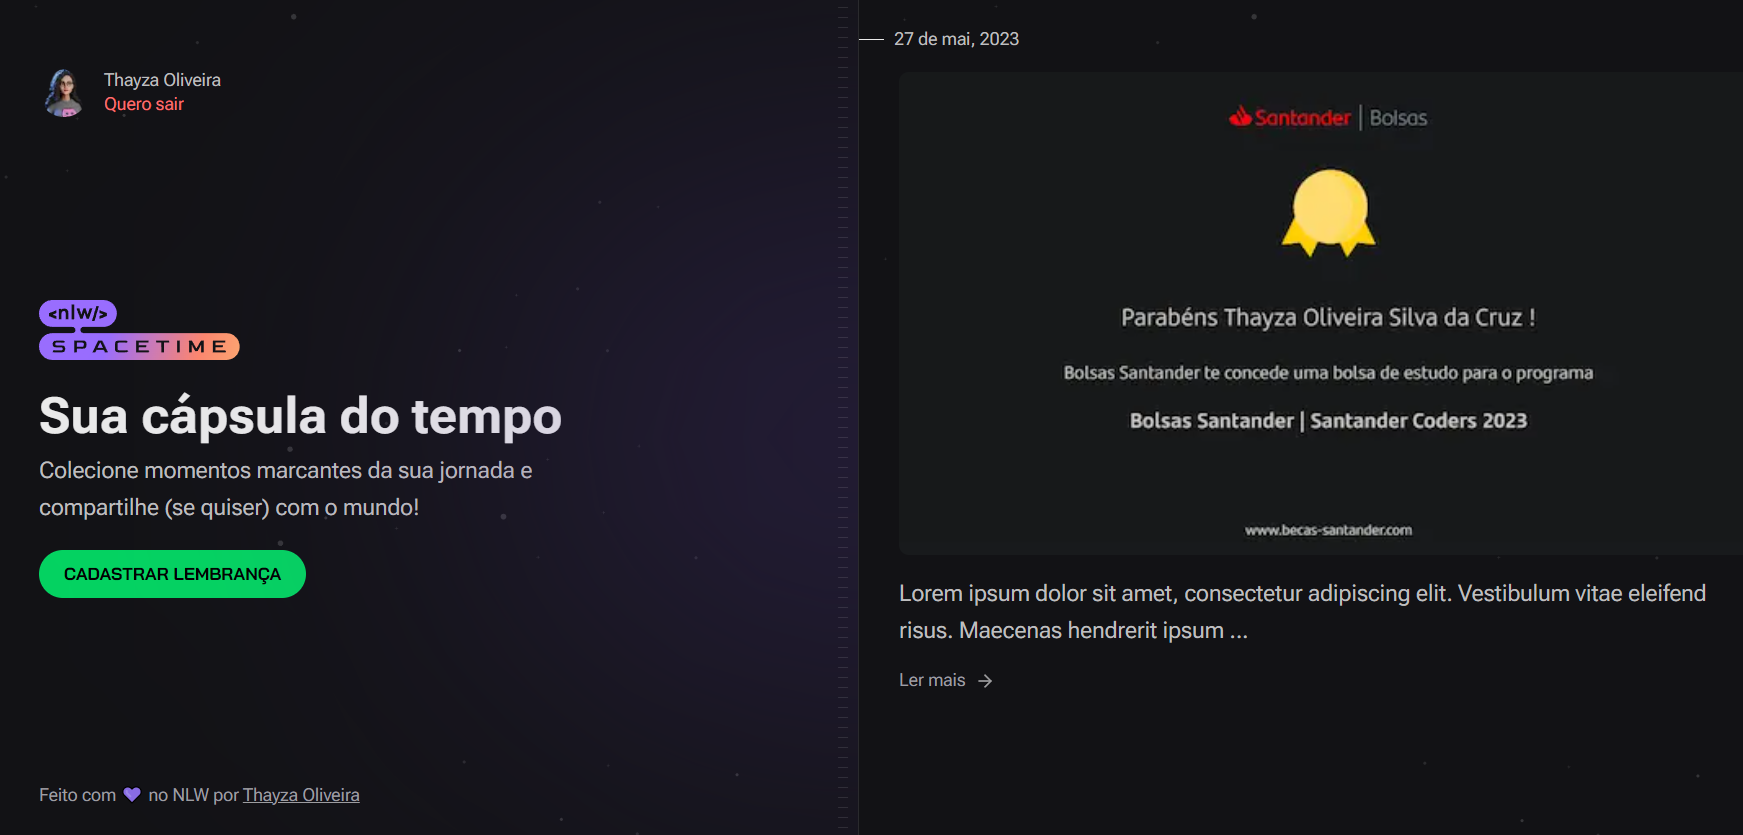 Thayza Oliveira
Quero sair
<nlw/>
SPACETIME
Sua cápsula do tempo
Colecione momentos marcantes da sua jornada e
compartilhe (se quiser) com o mundo!
CADASTRAR LEMBRANÇA
Feito com 💜 no NLW por Thayza Oliveira
27 de mai, 2023
Santander | Bolsas
Parabéns Thayza Oliveira Silva da Cruz !
Bolsas Santander te concede uma bolsa de estudo para o programa
Bolsas Santander | Santander Coders 2023
www.becas-santander.com
Lorem ipsum dolor sit amet, consectetur adipiscing elit. Vestibulum vitae eleifend
risus. Maecenas hendrerit ipsum ...
Ler mais →